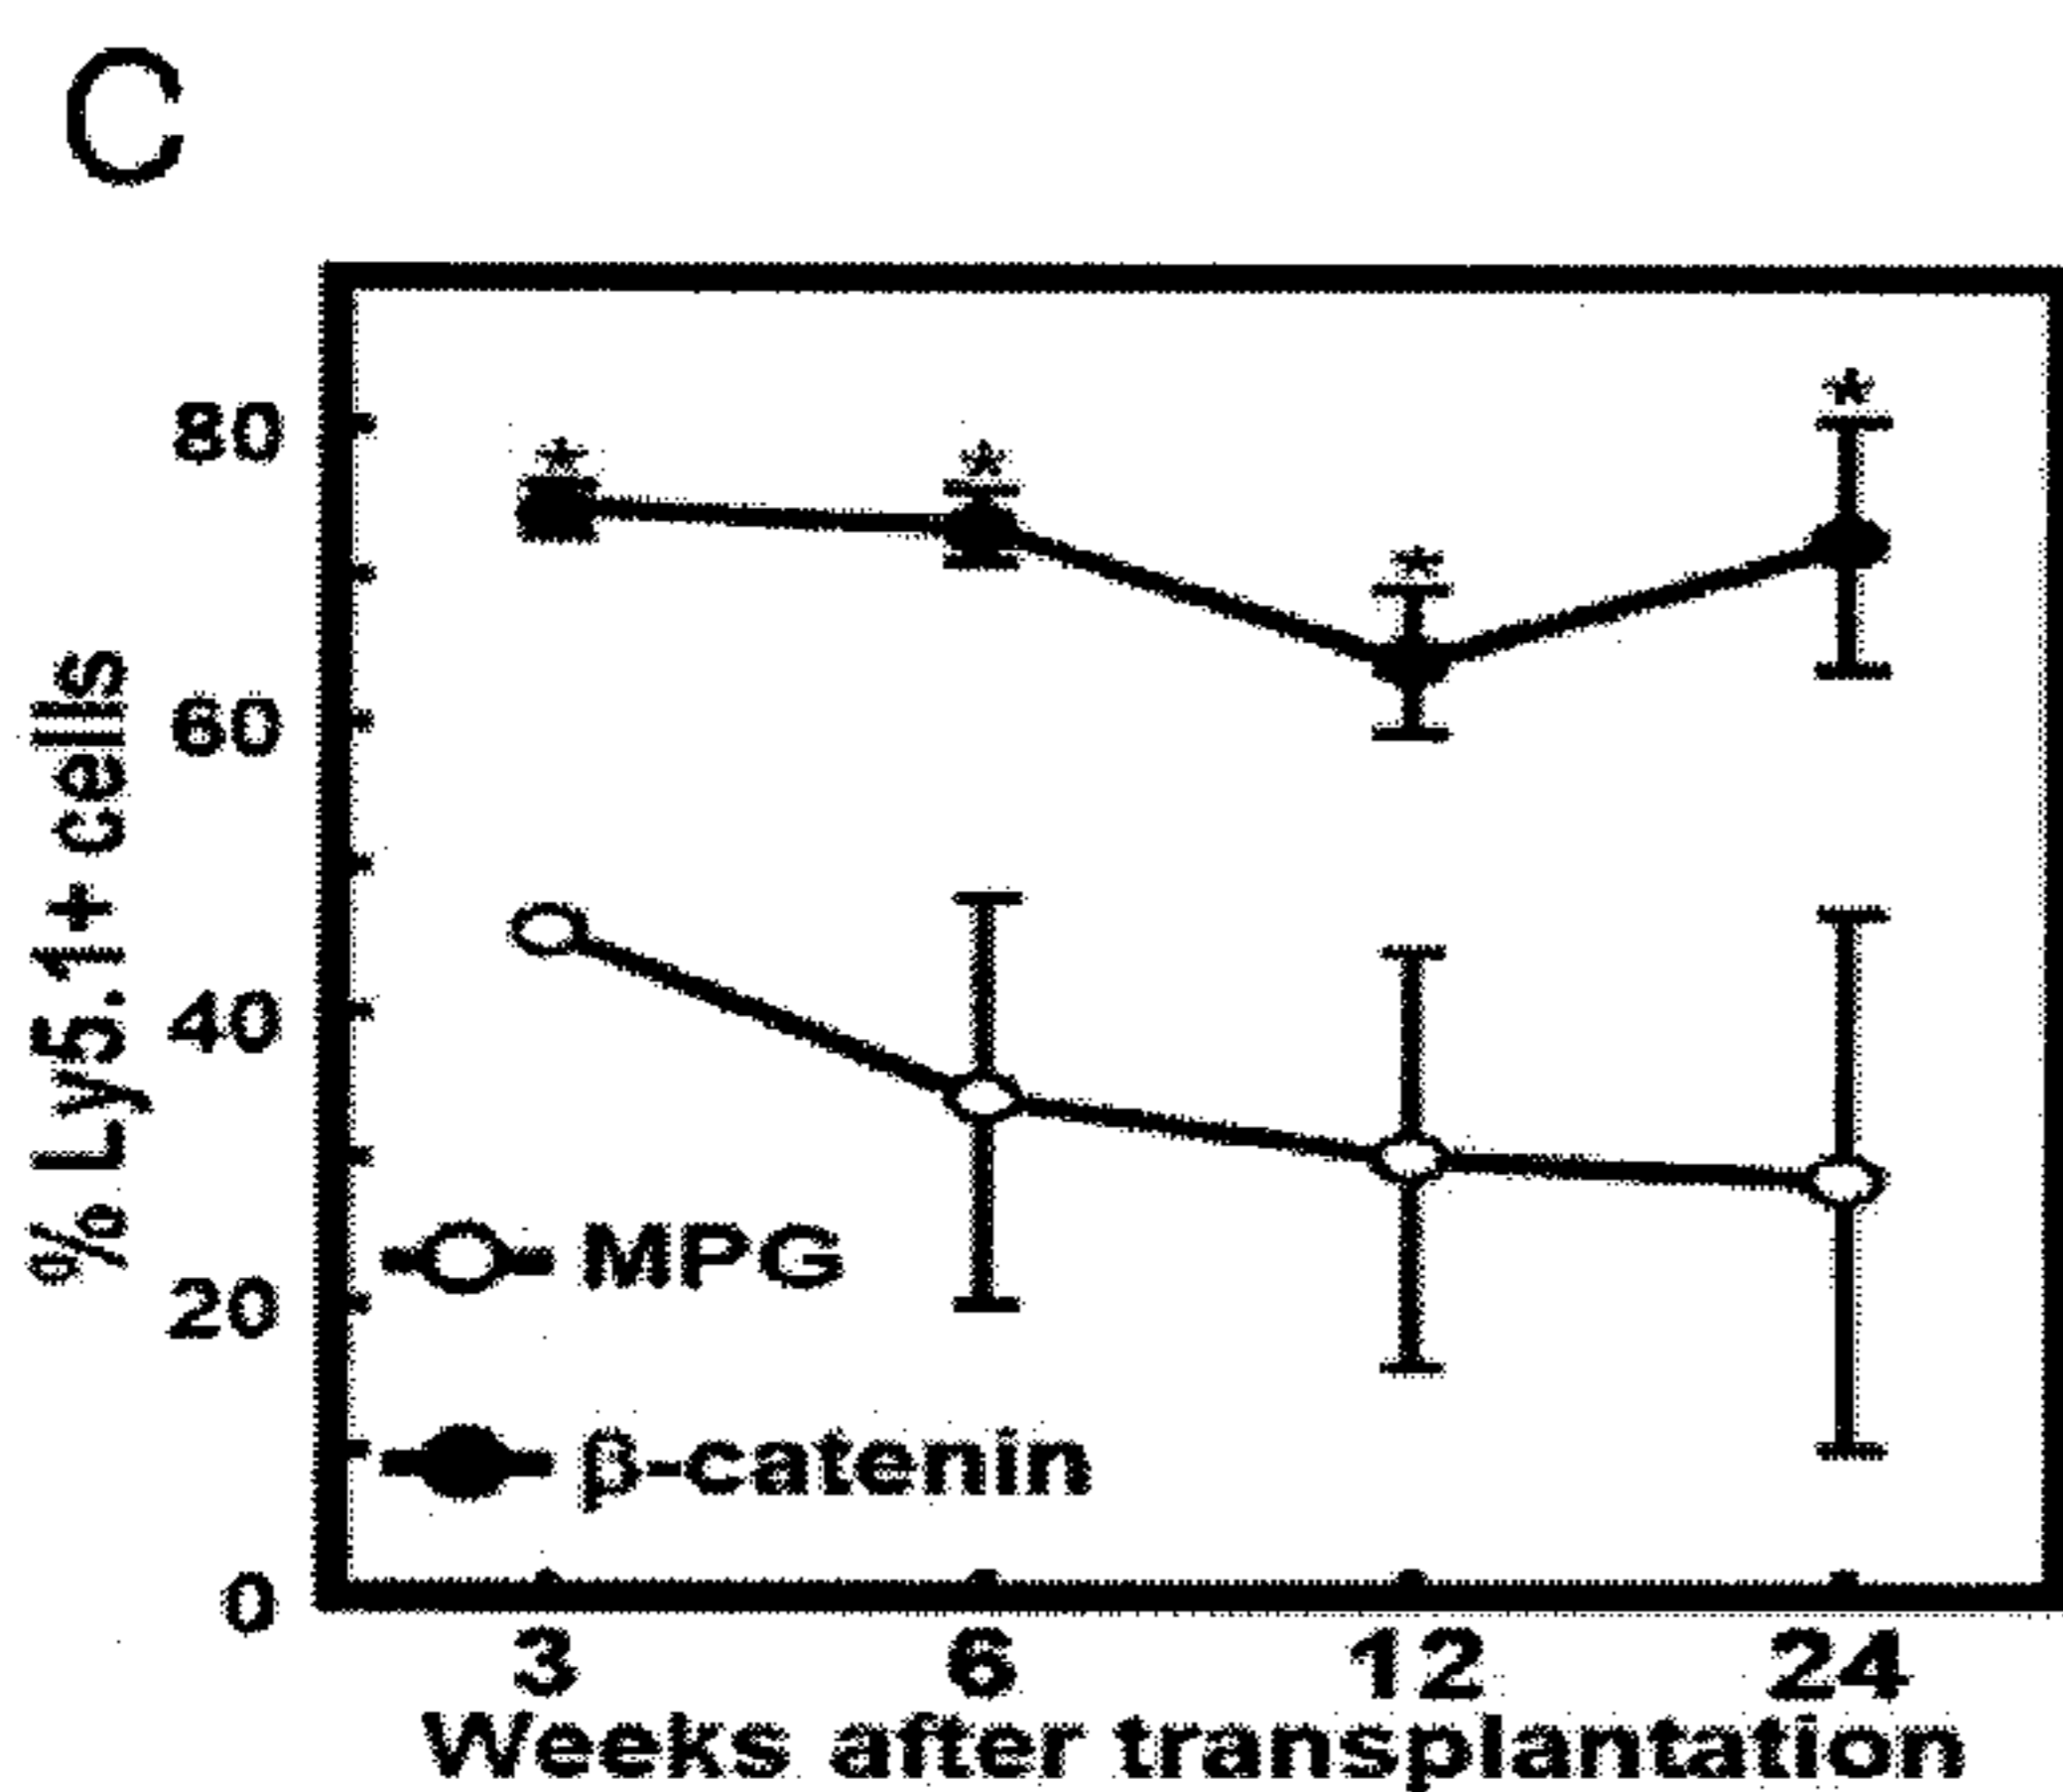 C
*
*
*
*
80
60
40
20
0
% Ly5.1+ cells
MPG
β-catenin
3 6 12 24
Weeks after transplantation